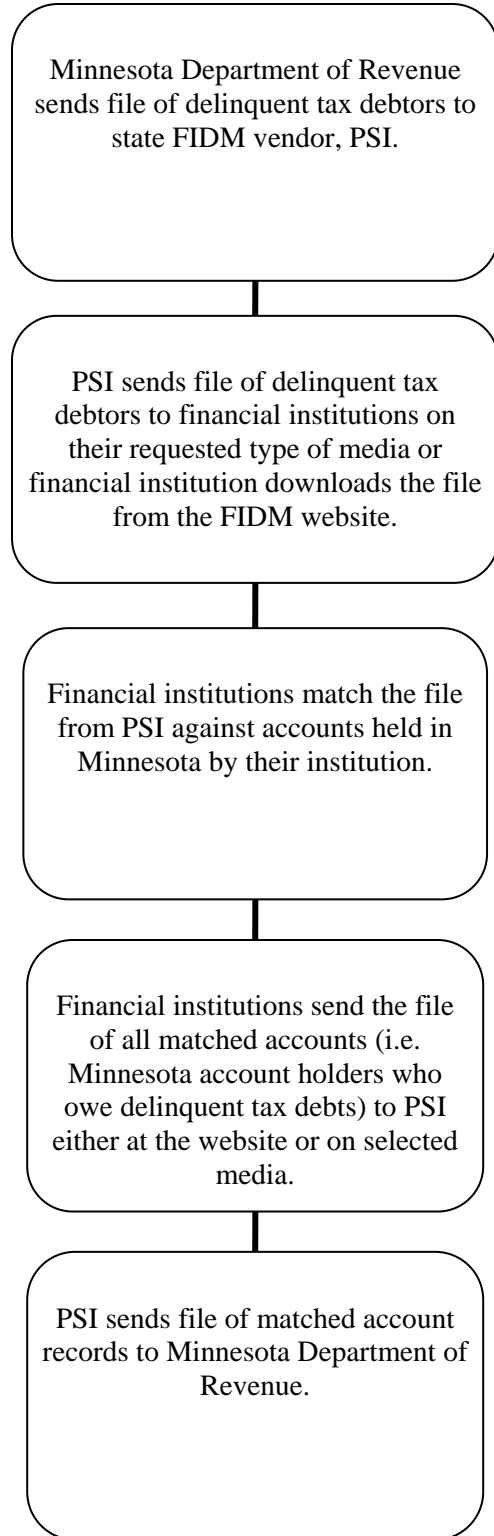 Minnesota Department of Revenue
sends file of delinquent tax debtors to
state FIDM vendor, PSI.
PSI sends file of delinquent tax
debtors to financial institutions on
their requested type of media or
financial institution downloads the file
from the FIDM website.
Financial institutions match the file
from PSI against accounts held in
Minnesota by their institution.
Financial institutions send the file
of all matched accounts (i.e.
Minnesota account holders who
owe delinquent tax debts) to PSI
either at the website or on selected
media.
PSI sends file of matched account
records to Minnesota Department of
Revenue.